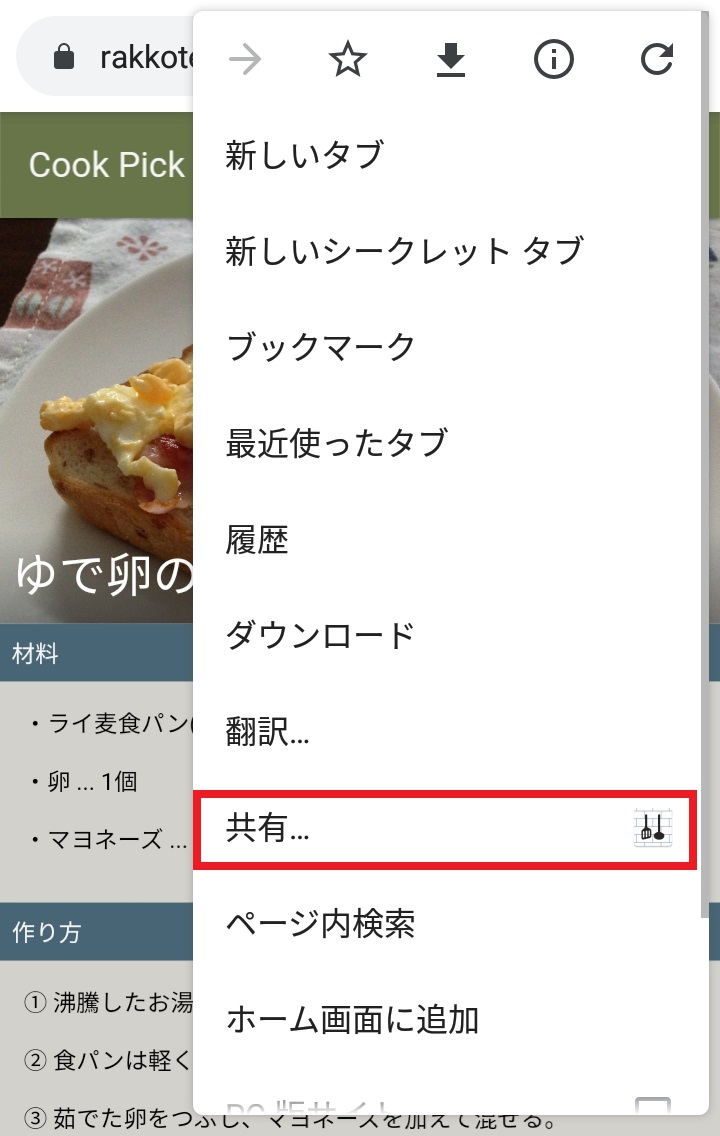 rakkote
Cook Pick
新しいタブ
新しいシークレット タブ
ブックマーク
最近使ったタブ
履歴
ダウンロード
翻訳...
共有...
ページ内検索
ホーム画面に追加
PC 版サイト
ゆで卵の
材料
・ライ麦食パン(
・卵 ... 1個
・マヨネーズ ...
作り方
① 沸騰したお湯
② 食パンは軽く
③ 茹でた卵をつぶし、マヨネーズを加えて混ぜる。